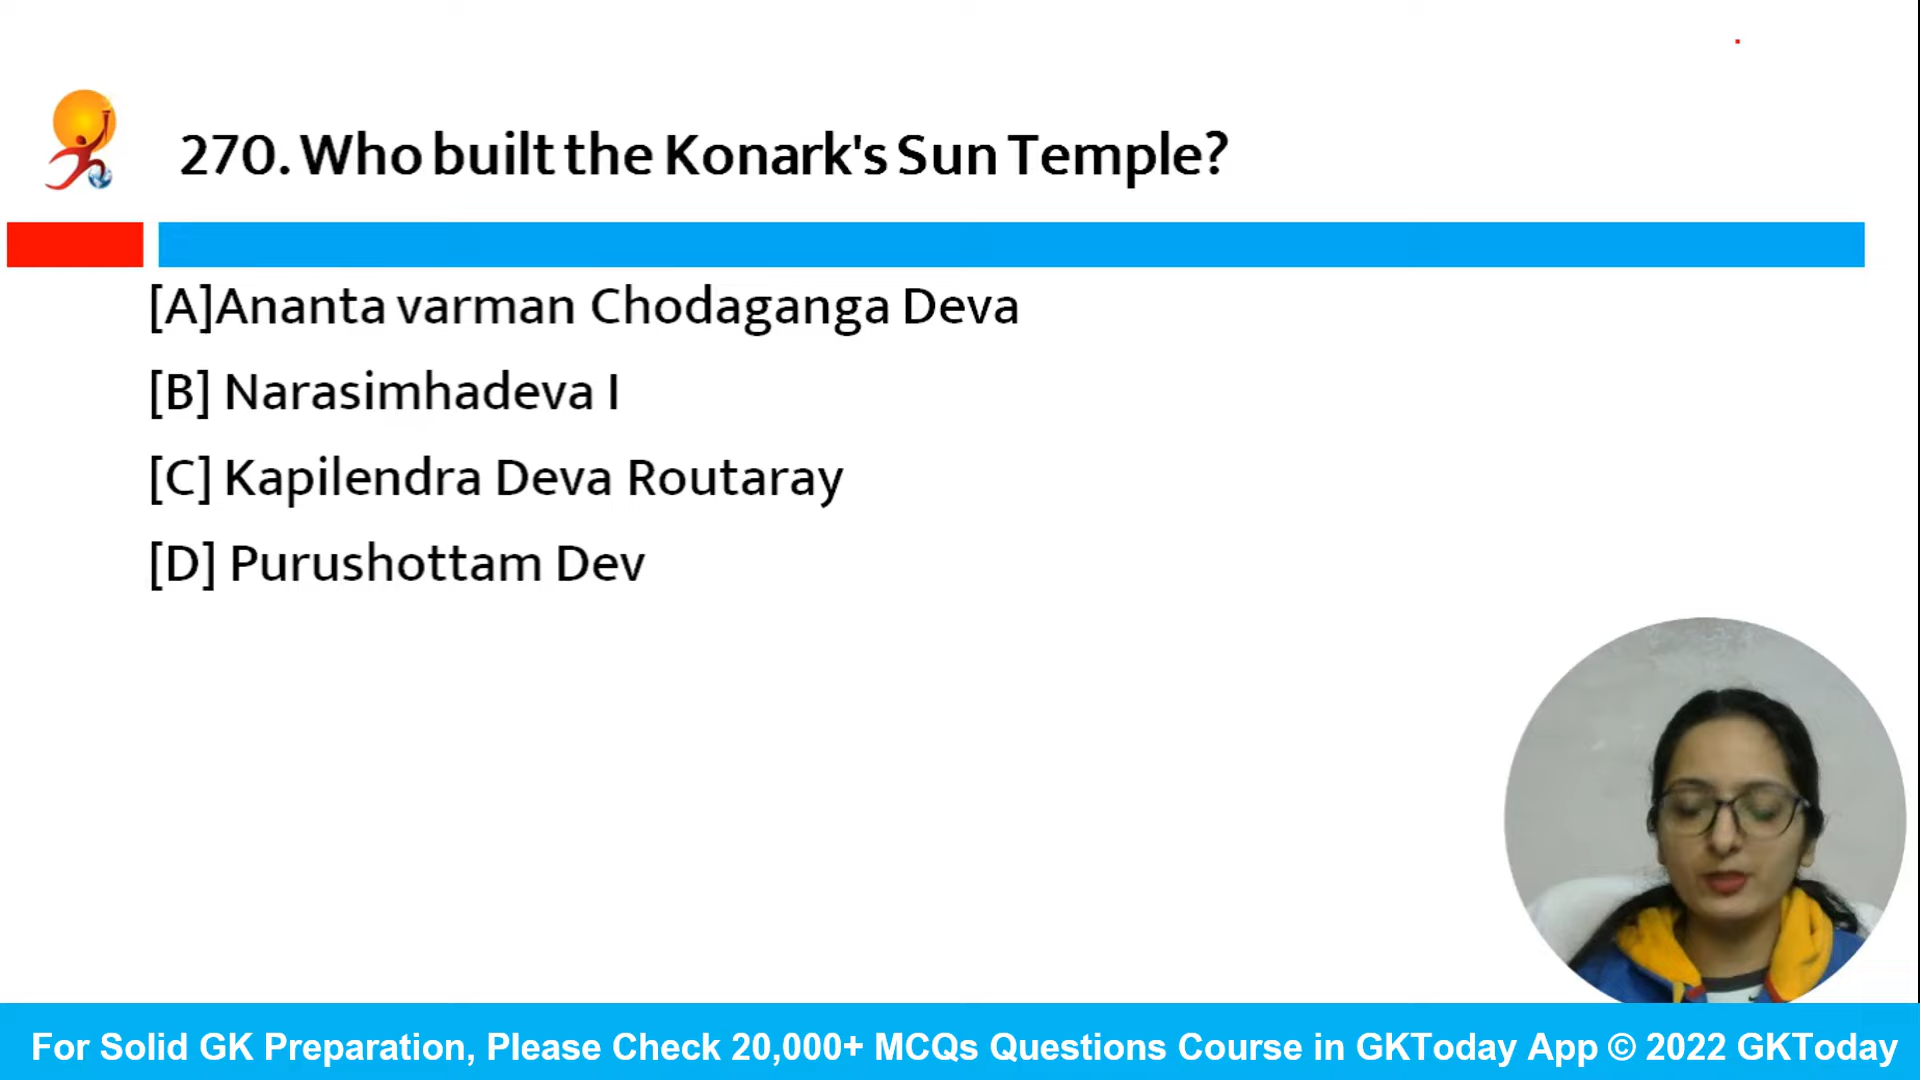 270. Who built the Konark's Sun Temple?
[A]Ananta varman Chodaganga Deva
[B] Narasimhadeva I
[C] Kapilendra Deva Routaray
[D] Purushottam Dev
For Solid GK Preparation, Please Check 20,000+ MCQs Questions Course in GKToday App © 2022 GKToday